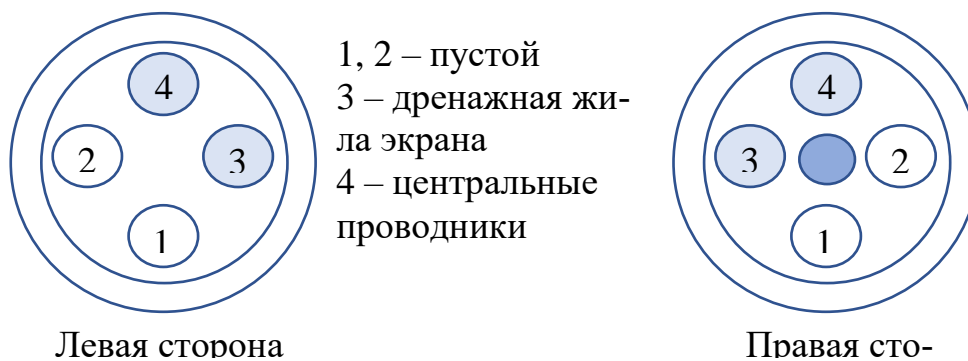 4
2
3
1
1, 2 – пустой
3 – дренажная жи-
ла экрана
4 – центральные
проводники
4
3
2
1
Левая сторона
Правая сто-